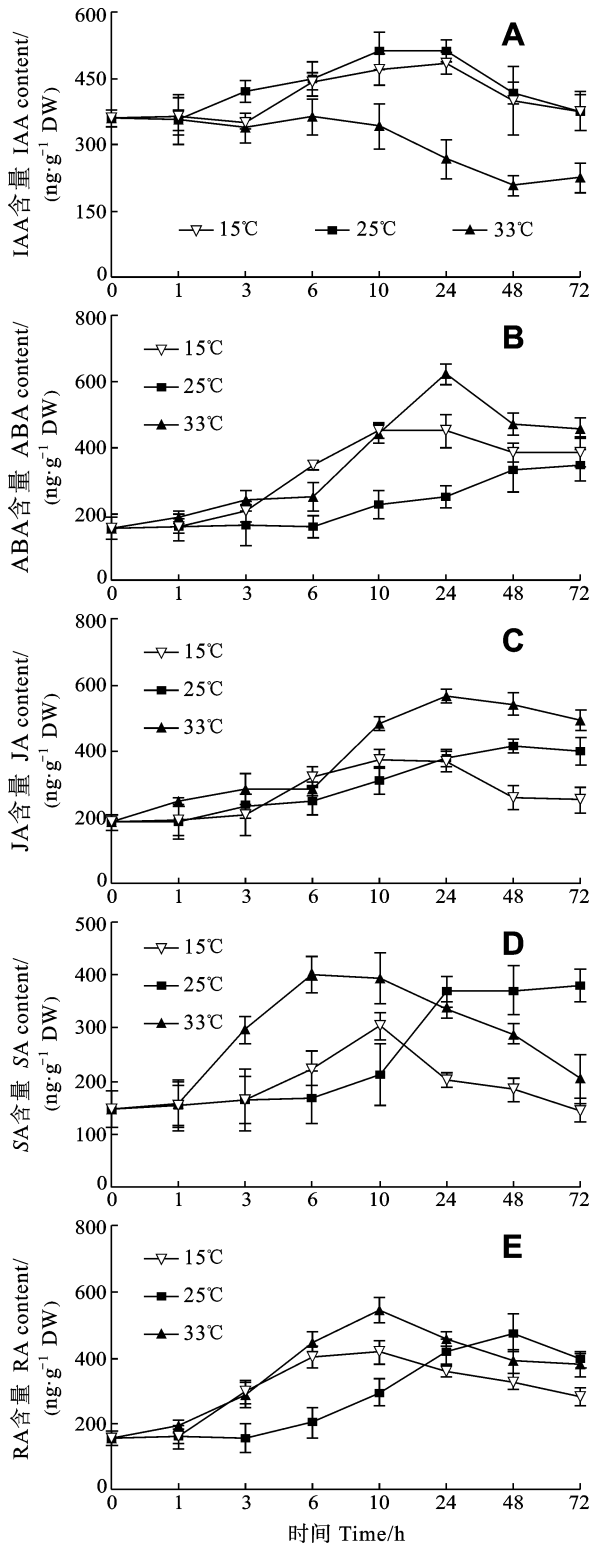 IAA含量 IAA content/
(ng·g⁻¹ DW)
600
450
300
150
0
A
15℃ 25℃ 33℃
0 1 3 6 10 24 48 72
ABA含量 ABA content/
(ng·g⁻¹ DW)
800
600
400
200
0
B
15℃
25℃
33℃
0 1 3 6 10 24 48 72
JA含量 JA content/
(ng·g⁻¹ DW)
800
600
400
200
0
C
15℃
25℃
33℃
0 1 3 6 10 24 48 72
SA含量 SA content/
(ng·g⁻¹ DW)
500
400
300
200
100
0
D
15℃
25℃
33℃
0 1 3 6 10 24 48 72
RA含量 RA content/
(ng·g⁻¹ DW)
800
600
400
200
0
E
15℃
25℃
33℃
0 1 3 6 10 24 48 72
时间 Time/h